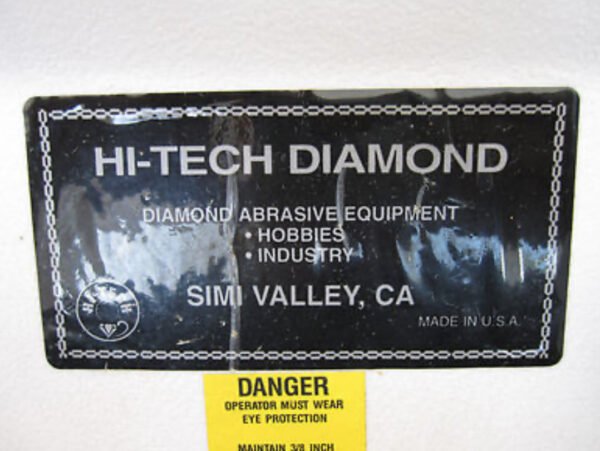 HI-TECH DIAMOND
DIAMOND ABRASIVE EQUIPMENT
• HOBBIES
• INDUSTRY
SIMI VALLEY, CA
MADE IN U.S.A.
DANGER
OPERATOR MUST WEAR
EYE PROTECTION
MAINTAIN 3/8 INCH